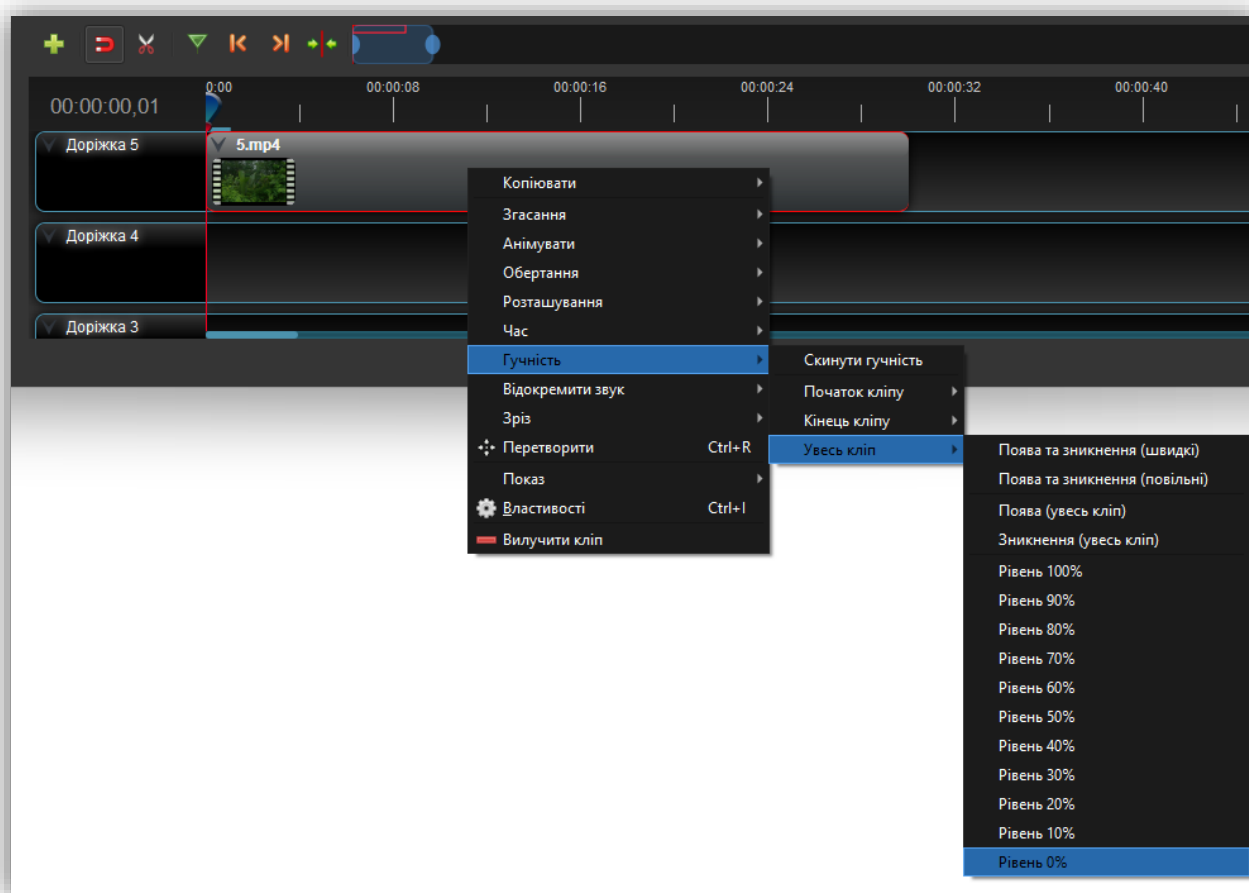 0:00 00:00:08 00:00:16 00:00:24 00:00:32 00:00:40
00:00:00,01
Доріжка 5
5.mp4
Доріжка 4
Доріжка 3
Копіювати
Згасання
Анімувати
Обертання
Розташування
Час
Гучність
Відокремити звук
Зріз
Перетворити Ctrl+R
Показ
Властивості Ctrl+I
Вилучити кліп
Скинути гучність
Початок кліпу
Кінець кліпу
Увесь кліп
Поява та зникнення (швидкі)
Поява та зникнення (повільні)
Поява (увесь кліп)
Зникнення (увесь кліп)
Рівень 100%
Рівень 90%
Рівень 80%
Рівень 70%
Рівень 60%
Рівень 50%
Рівень 40%
Рівень 30%
Рівень 20%
Рівень 10%
Рівень 0%